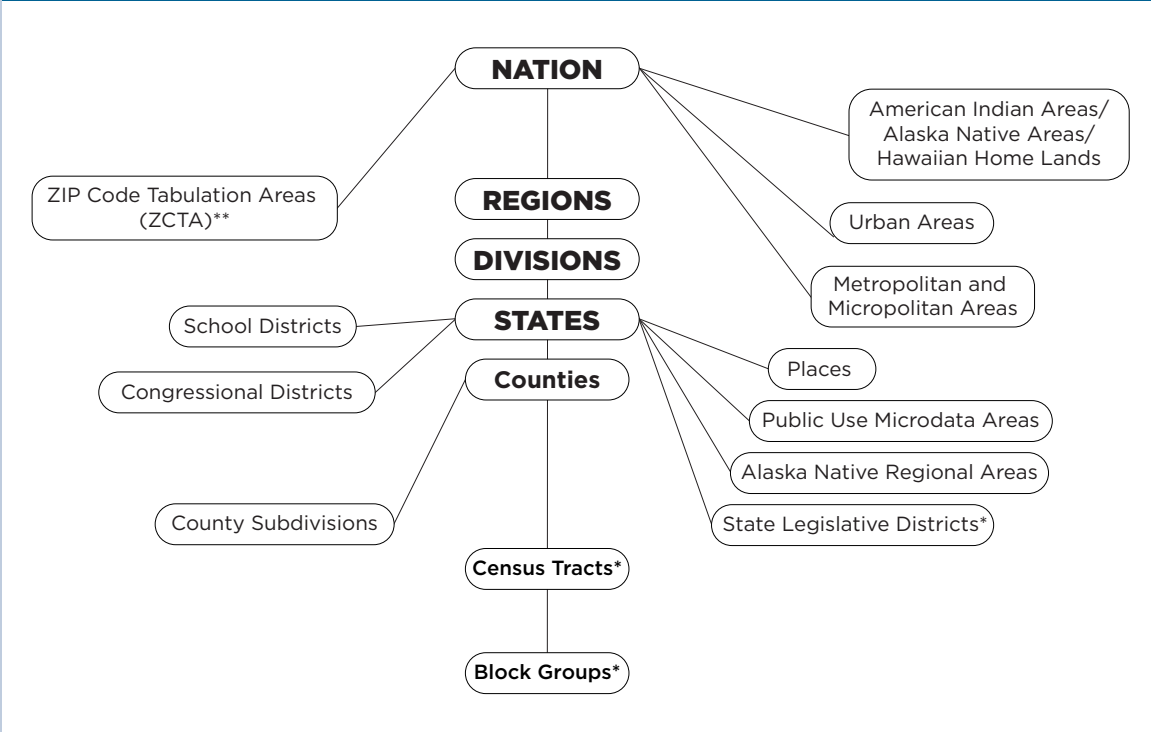 NATION
American Indian Areas/
Alaska Native Areas/
Hawaiian Home Lands
ZIP Code Tabulation Areas
(ZCTA)**
REGIONS
Urban Areas
DIVISIONS
Metropolitan and
Micropolitan Areas
School Districts
STATES
Places
Congressional Districts
Counties
Public Use Microdata Areas
Alaska Native Regional Areas
County Subdivisions
State Legislative Districts*
Census Tracts*
Block Groups*